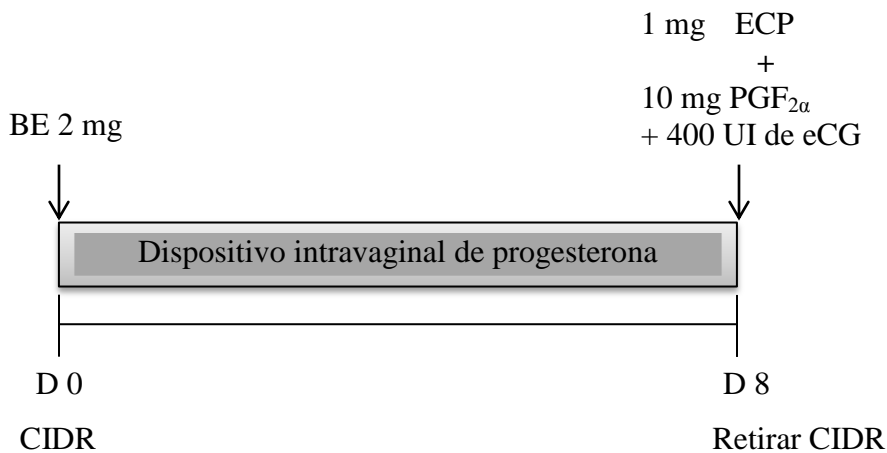 1 mg ECP
+
10 mg PGF2α
+ 400 UI de eCG
BE 2 mg
Dispositivo intravaginal de progesterona
D 0
D 8
CIDR
Retirar CIDR